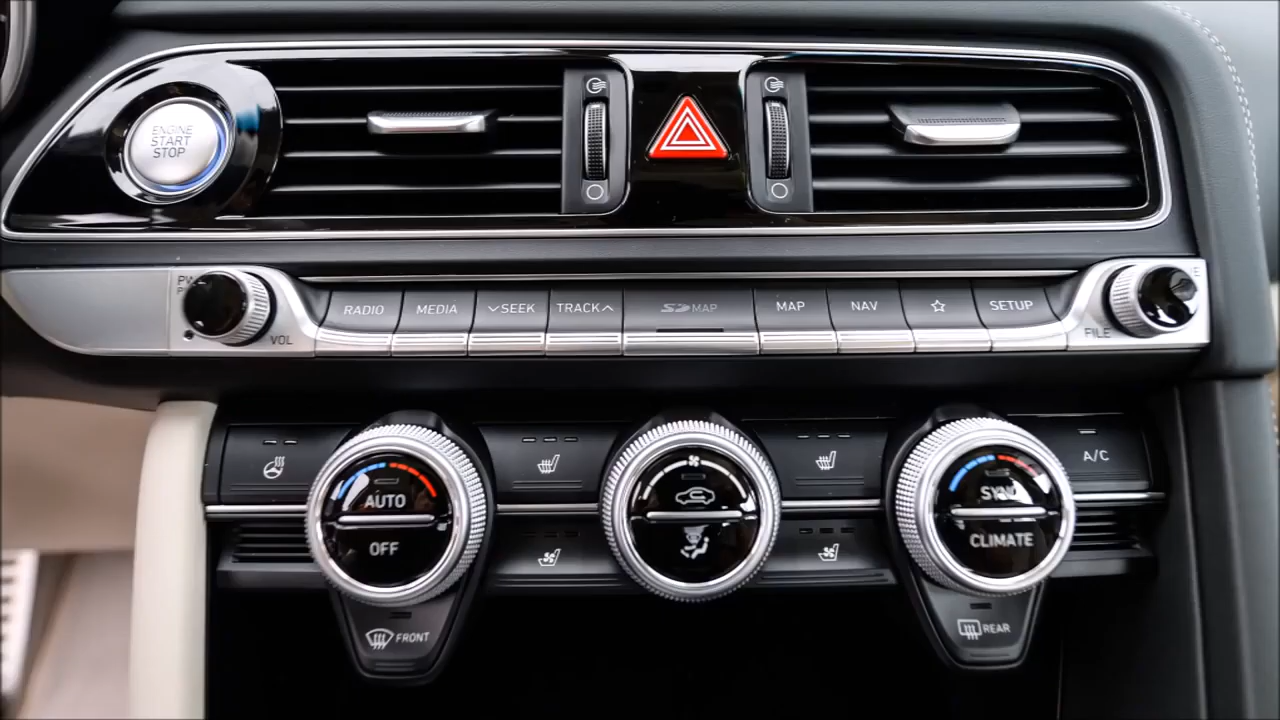 ENGINE
START
STOP
VOL
RADIO
MEDIA
SEEK
TRACK
SD MAP
MAP
NAV
SETUP
FILE
AUTO
OFF
SYNC
CLIMATE
A/C
FRONT
REAR